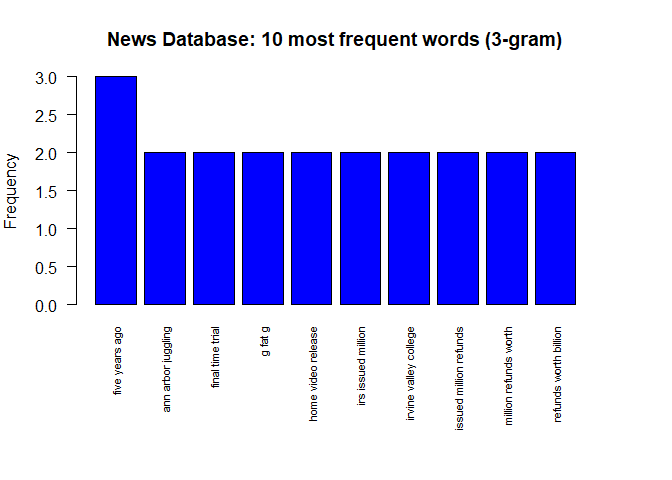 News Database: 10 most frequent words (3-gram)
Frequency
3.0
2.5
2.0
1.5
1.0
0.5
0.0
five years ago
ann arbor juggling
final time trial
g fat g
home video release
irs issued million
irvine valley college
issued million refunds
million refunds worth
refunds worth billion